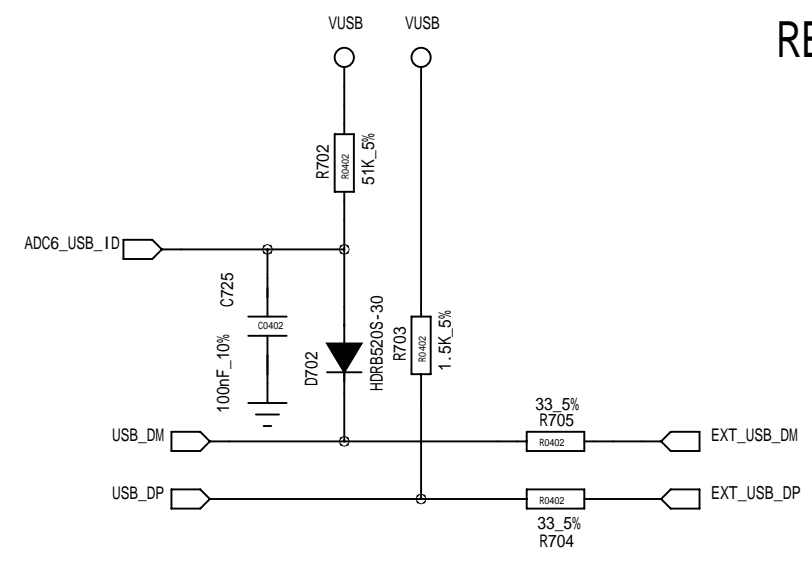 VUSB
VUSB
RE
R702
R0402
51K_5%
ADC6_USB_ID
C725
C0402
100nF_10%
D702
HDRB520S-30
R703
R0402
1.5K_5%
33_5%
R705
USB_DM
R0402
EXT_USB_DM
USB_DP
R0402
EXT_USB_DP
33_5%
R704